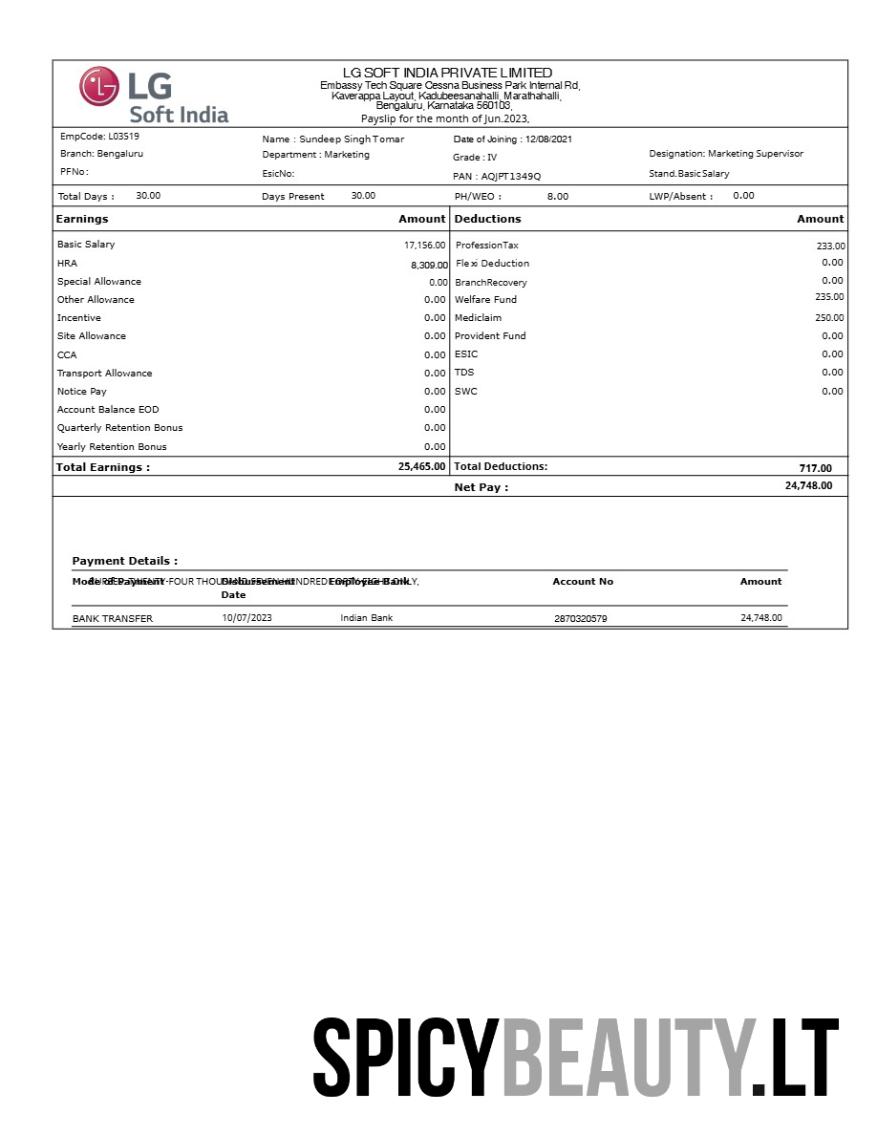 LG
Soft India
LG SOFT INDIA PRIVATE LIMITED
Embassy Tech Square Cessna Business Park Internal Rd,
Kaverappa Layout, Kadubeesanahalli, Marathahalli,
Bengaluru, Karnataka 560103,
Payslip for the month of Jun.2023,
EmpCode: L03519 Name : Sundeep Singh Tomar Date of Joining : 12/08/2021
Branch: Bengaluru Department : Marketing Grade : IV Designation: Marketing Supervisor
PFNo: EsicNo: PAN : AQJPT1349Q Stand.Basic Salary
Total Days : 30.00 Days Present 30.00 PH/WEO : 8.00 LWP/Absent : 0.00
Earnings Amount Deductions Amount
Basic Salary 17,156.00 ProfessionTax 233.00
HRA 8,309.00 Flexi Deduction 0.00
Special Allowance 0.00 BranchRecovery 0.00
Other Allowance 0.00 Welfare Fund 235.00
Incentive 0.00 Mediclaim 250.00
Site Allowance 0.00 Provident Fund 0.00
CCA 0.00 ESIC 0.00
Transport Allowance 0.00 TDS 0.00
Notice Pay 0.00 SWC 0.00
Account Balance EOD 0.00
Quarterly Retention Bonus 0.00
Yearly Retention Bonus 0.00
Total Earnings : 25,465.00 Total Deductions: 717.00
Net Pay : 24,748.00
Payment Details :
Mode of Payment Disbursement Employee Bank Account No Amount
Date
BANK TRANSFER 10/07/2023 Indian Bank 2870320579 24,748.00
SPICYBEAUTY.LT